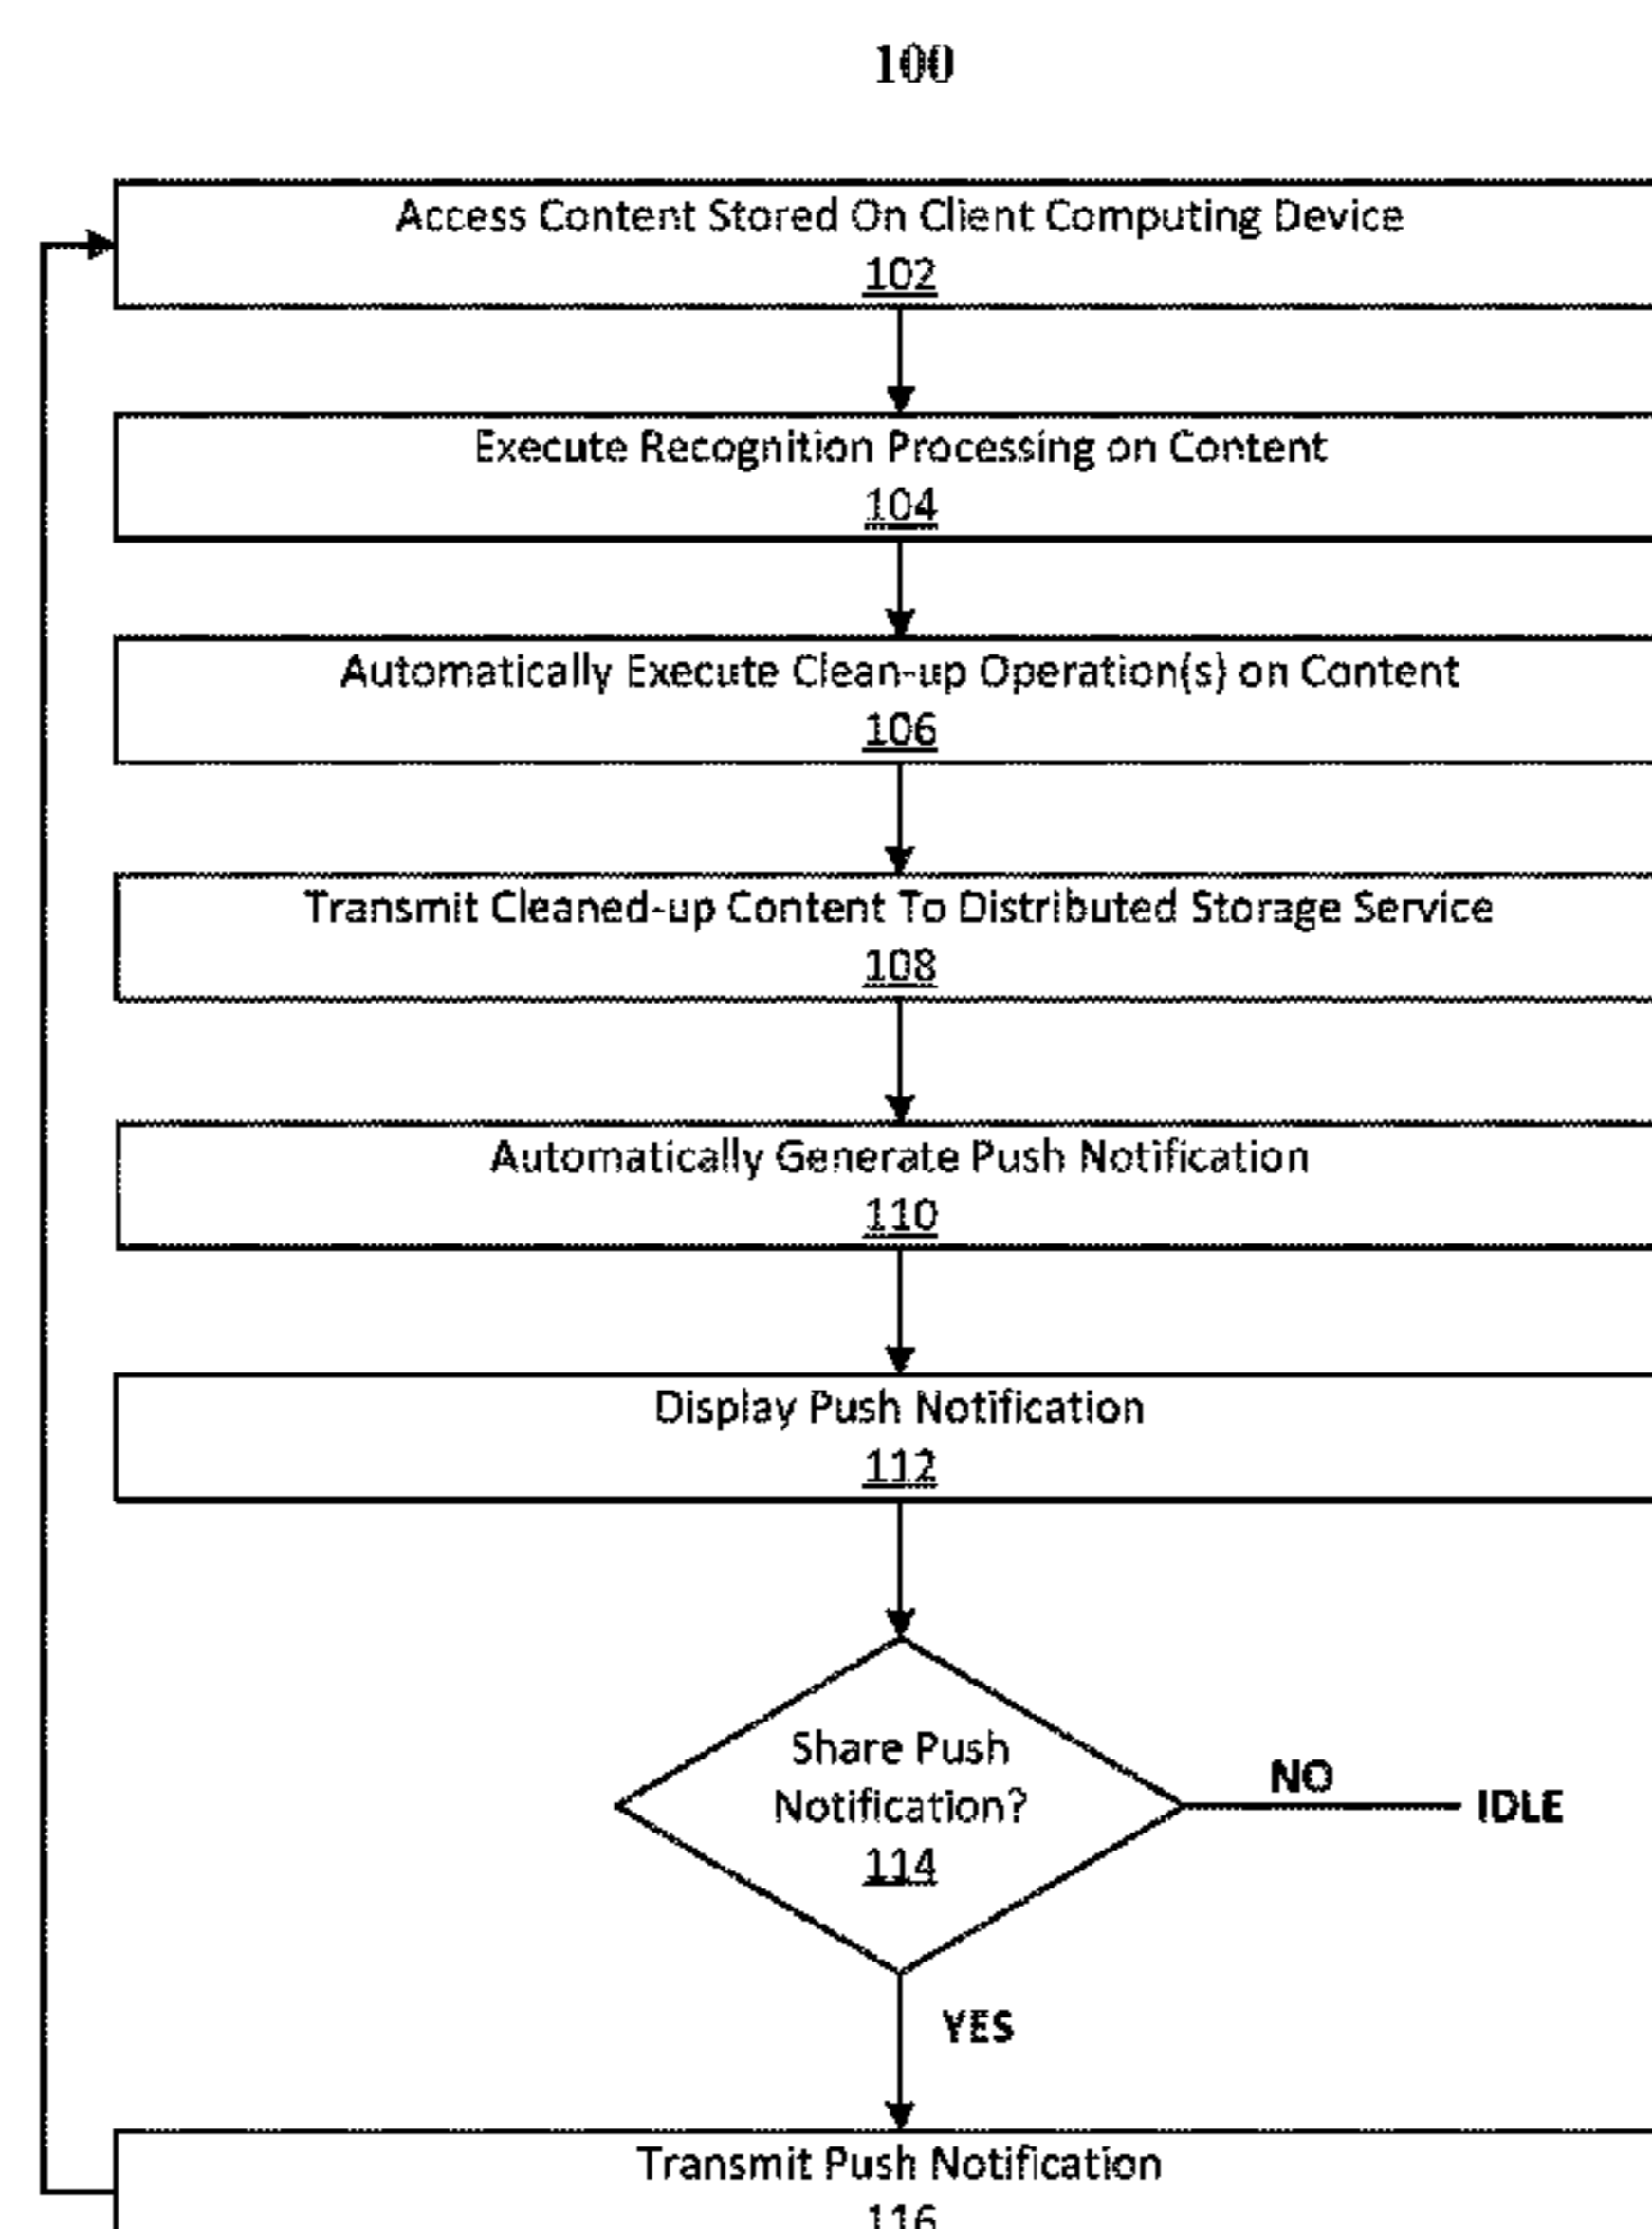 100
Access Content Stored On Client Computing Device
102
Execute Recognition Processing on Content
104
Automatically Execute Clean-up Operation(s) on Content
106
Transmit Cleaned-up Content To Distributed Storage Service
108
Automatically Generate Push Notification
110
Display Push Notification
112
Share Push
Notification?
114
NO
IDLE
YES
Transmit Push Notification
116